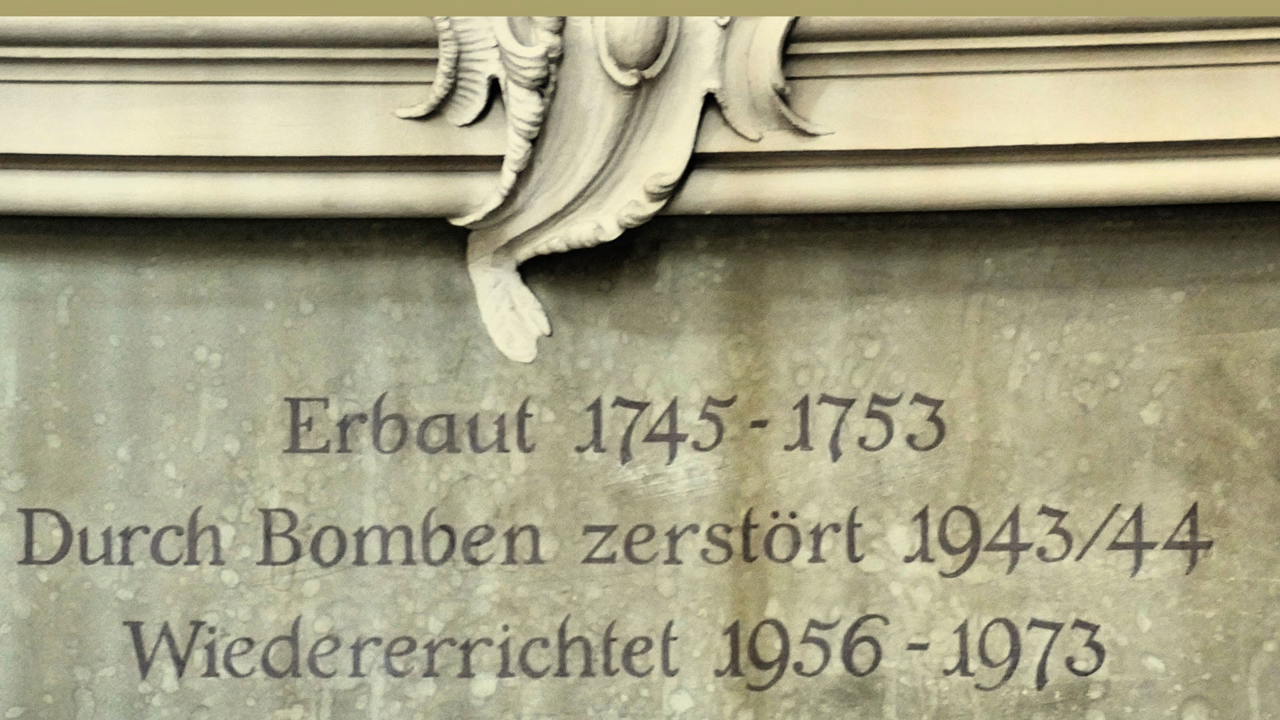 Erbaut 1745 - 1753
Durch Bomben zerstört 1943/44
Wiedererrichtet 1956 - 1973